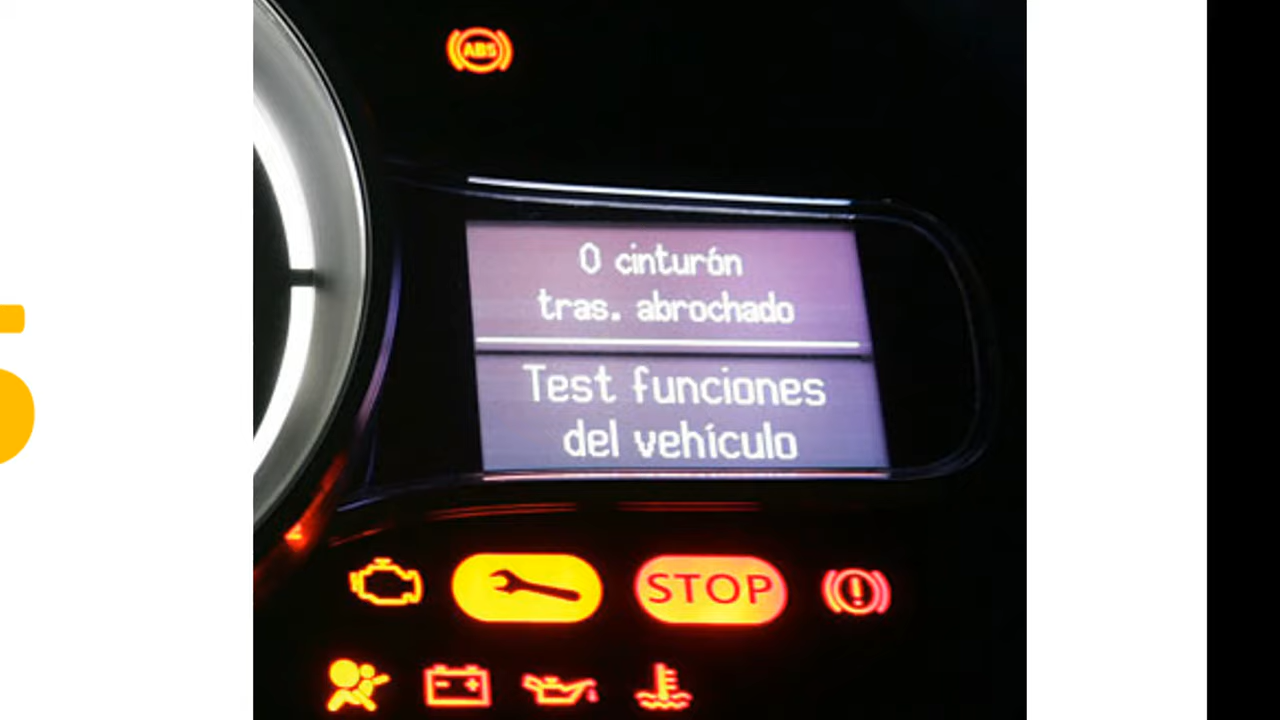 ABS
0 cinturón
tras. abrochado
Test funciones
del vehículo
STOP